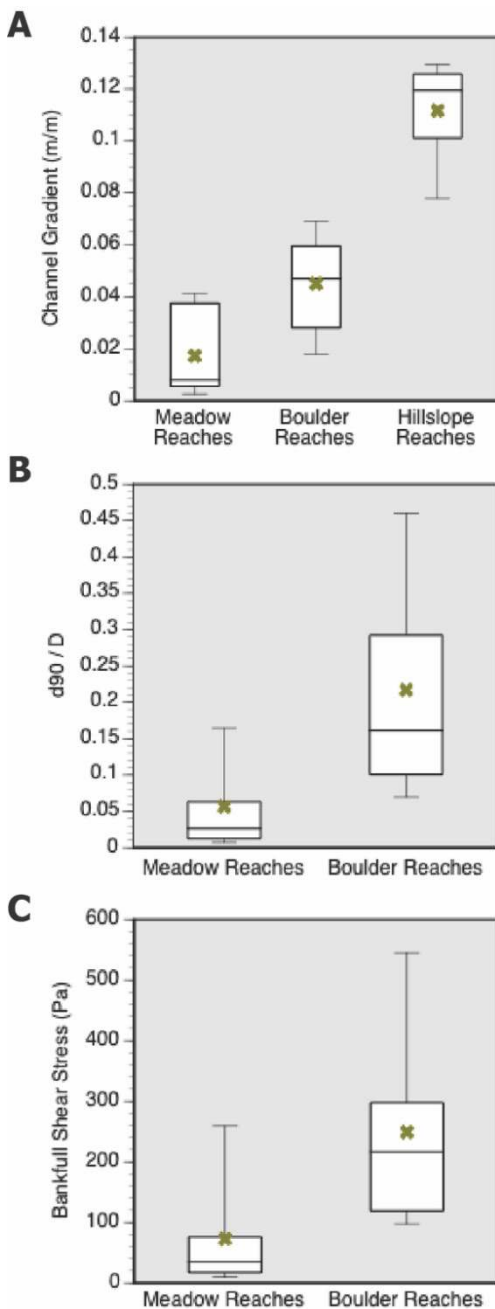 A
Channel Gradient (m/m)
0.14
0.12
0.1
0.08
0.06
0.04
0.02
0
Meadow Reaches
Boulder Reaches
Hillslope Reaches
B
d90 / D
0.5
0.45
0.4
0.35
0.3
0.25
0.2
0.15
0.1
0.05
0
Meadow Reaches
Boulder Reaches
C
Bankfull Shear Stress (Pa)
600
500
400
300
200
100
0
Meadow Reaches
Boulder Reaches